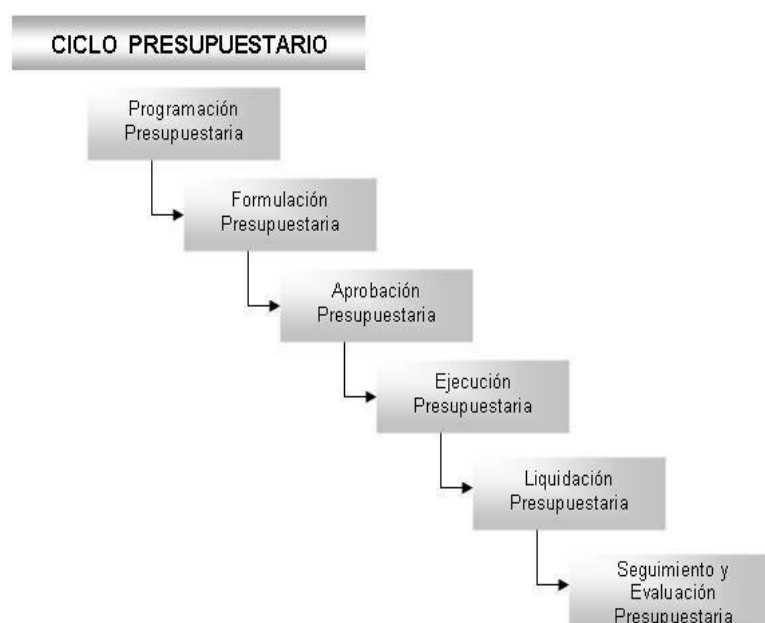 CICLO PRESUPUESTARIO
Programación
Presupuestaria
Formulación
Presupuestaria
Aprobación
Presupuestaria
Ejecución
Presupuestaria
Liquidación
Presupuestaria
Seguimiento y
Evaluación
Presupuestaria